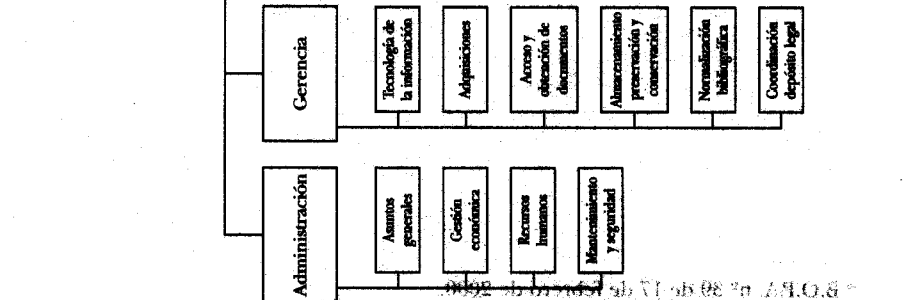 Gerencia
Tecnología de
la información
Adquisiciones
Acceso y
obtención de
documentos
Almacenamiento
preservación y
conservación
Normalización
bibliográfica
Coordinación
depósito legal
Administración
Asuntos
generales
Gestión
económica
Recursos
humanos
Mantenimiento
y seguridad
B.O.P.A. nº 39 de 17 de febrero de 2000.